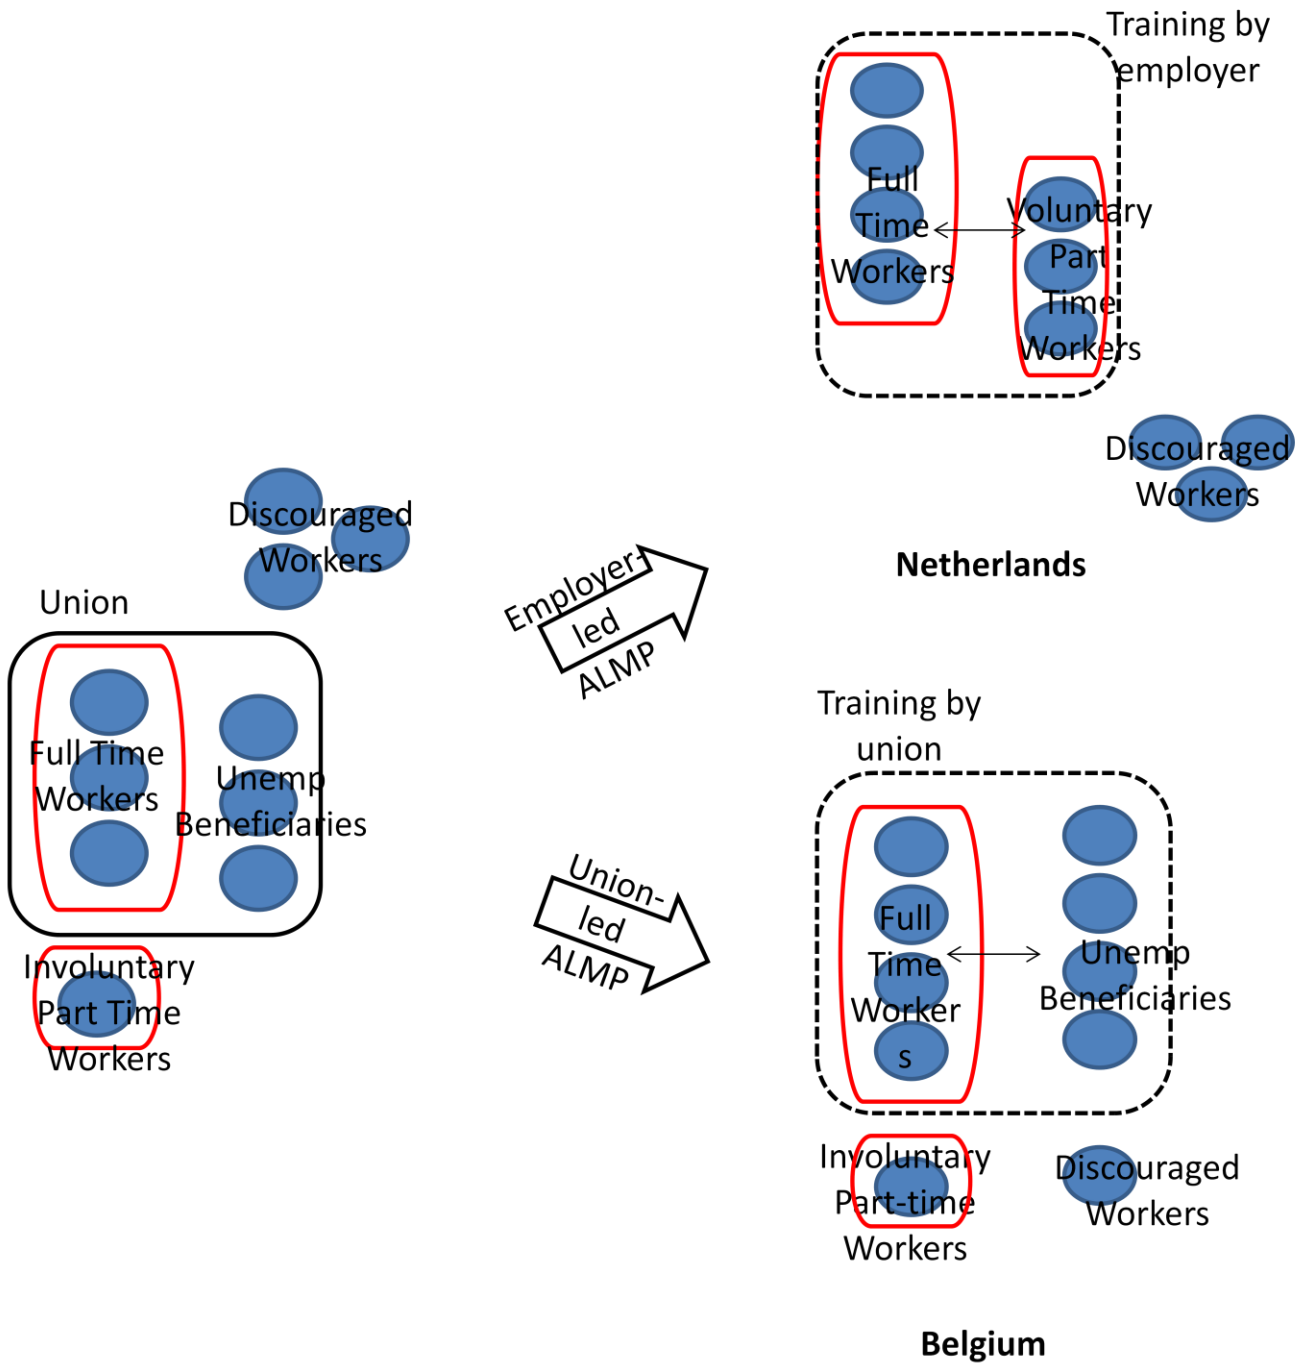 Training by
employer
Full
Time
Workers
Voluntary
Part
Time
Workers
Discouraged
Workers
Netherlands
Discouraged
Workers
Union
Full Time
Workers
Unemp
Beneficiaries
Involuntary
Part Time
Workers
Employer-
led
ALMP
Union-
led
ALMP
Training by
union
Full
Time
Worker
s
Unemp
Beneficiaries
Involuntary
Part-time
Workers
Discouraged
Workers
Belgium